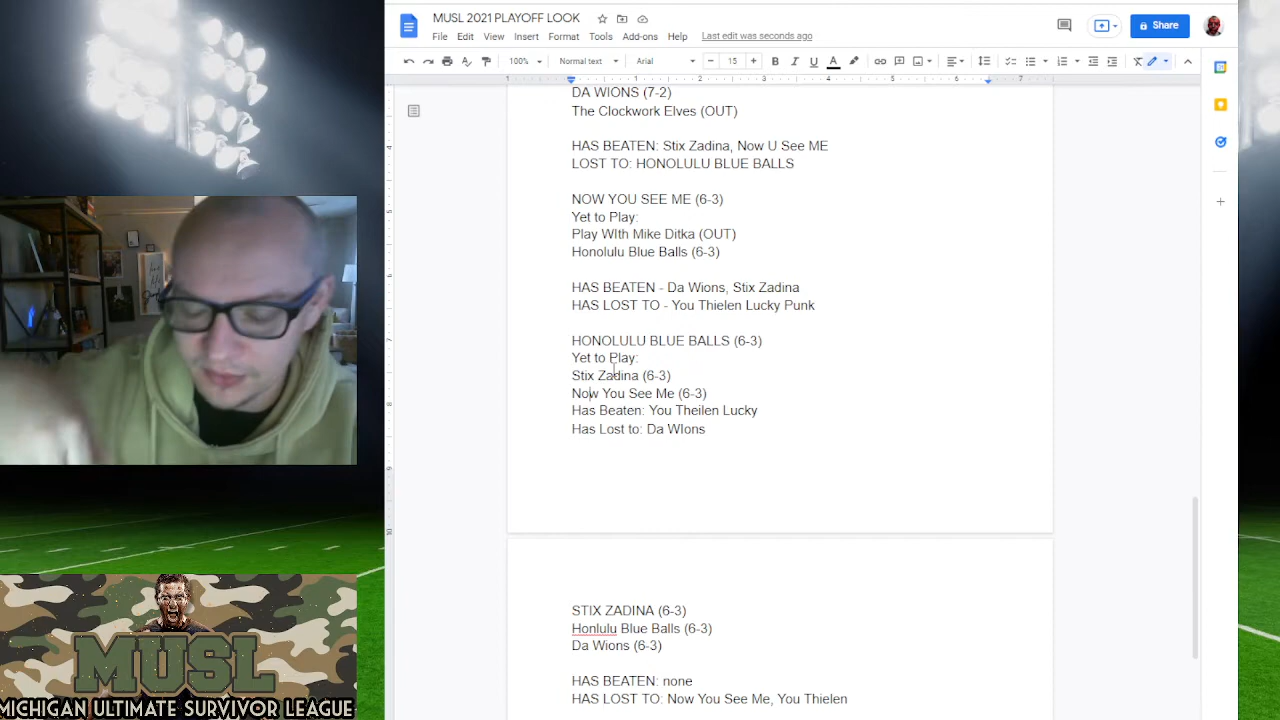 MUSL 2021 PLAYOFF LOOK
File Edit View Insert Format Tools Add-ons Help Last edit was seconds ago
Share
100% Normal text Arial 15
DA WIONS (7-2)
The Clockwork Elves (OUT)
HAS BEATEN: Stix Zadina, Now U See ME
LOST TO: HONOLULU BLUE BALLS
NOW YOU SEE ME (6-3)
Yet to Play:
Play WIth Mike Ditka (OUT)
Honolulu Blue Balls (6-3)
HAS BEATEN - Da Wions, Stix Zadina
HAS LOST TO - You Thielen Lucky Punk
HONOLULU BLUE BALLS (6-3)
Yet to Play:
Stix Zadina (6-3)
Now You See Me (6-3)
Has Beaten: You Theilen Lucky
Has Lost to: Da WIons
STIX ZADINA (6-3)
Honlulu Blue Balls (6-3)
Da Wions (6-3)
HAS BEATEN: none
HAS LOST TO: Now You See Me, You Thielen
MUSL
MICHIGAN ULTIMATE SURVIVOR LEAGUE